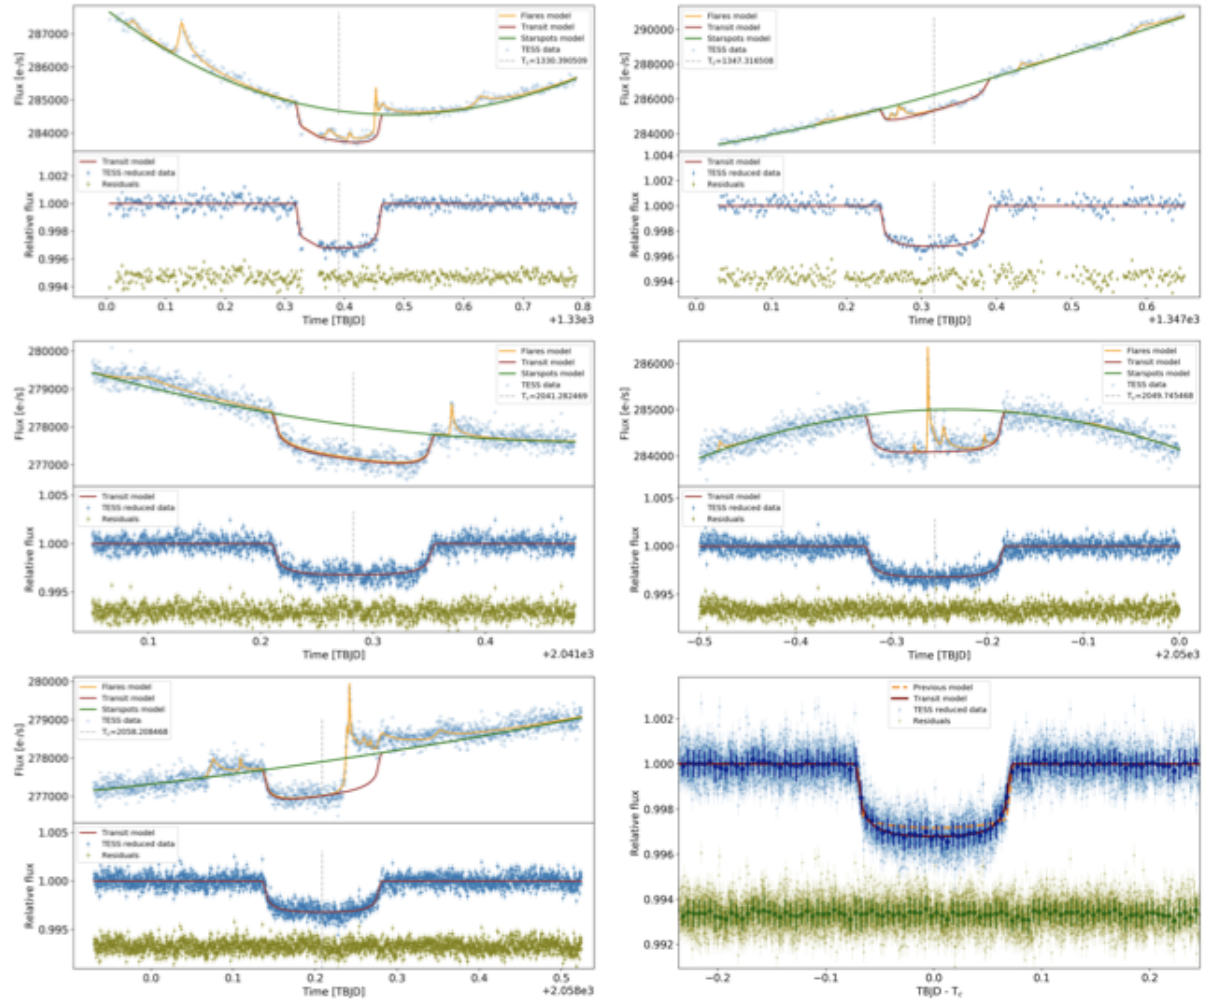 Flux [e-/s]
287000
286000
285000
284000
Flares model
Transit model
Starspots model
TESS data
T_c=1330.390509
Relative flux
1.002
1.000
0.998
0.996
0.994
Transit model
TESS reduced data
Residuals
0.0 0.1 0.2 0.3 0.4 0.5 0.6 0.7 0.8
Time [TBJD]
+1.33e3
Flux [e-/s]
290000
288000
286000
284000
Flares model
Transit model
Starspots model
TESS data
T_c=1347.316508
Relative flux
1.004
1.002
1.000
0.998
0.996
0.994
Transit model
TESS reduced data
Residuals
0.0 0.1 0.2 0.3 0.4 0.5 0.6
Time [TBJD]
+1.347e3
Flux [e-/s]
280000
279000
278000
277000
Flares model
Transit model
Starspots model
TESS data
T_c=2041.282469
Relative flux
1.005
1.000
0.995
Transit model
TESS reduced data
Residuals
0.1 0.2 0.3 0.4
Time [TBJD]
+2.041e3
Flux [e-/s]
286000
285000
284000
Flares model
Transit model
Starspots model
TESS data
T_c=2049.745468
Relative flux
1.005
1.000
0.995
Transit model
TESS reduced data
Residuals
−0.5 −0.4 −0.3 −0.2 −0.1 0.0
Time [TBJD]
+2.05e3
Flux [e-/s]
280000
279000
278000
277000
Flares model
Transit model
Starspots model
TESS data
T_c=2058.208468
Relative flux
1.005
1.000
0.995
Transit model
TESS reduced data
Residuals
0.0 0.1 0.2 0.3 0.4 0.5
Time [TBJD]
+2.058e3
Relative flux
1.002
1.000
0.998
0.996
0.994
0.992
Previous model
Transit model
TESS reduced data
Residuals
−0.2 −0.1 0.0 0.1 0.2
TBJD - T_c